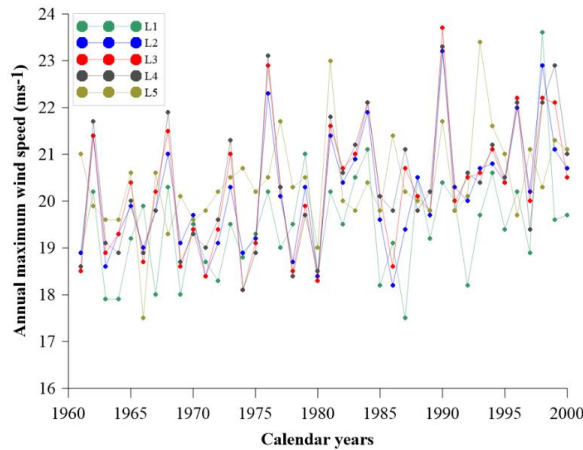 24
23
22
21
20
19
18
17
16
Annual maximum wind speed (ms-1)
L1
L2
L3
L4
L5
1960 1965 1970 1975 1980 1985 1990 1995 2000
Calendar years